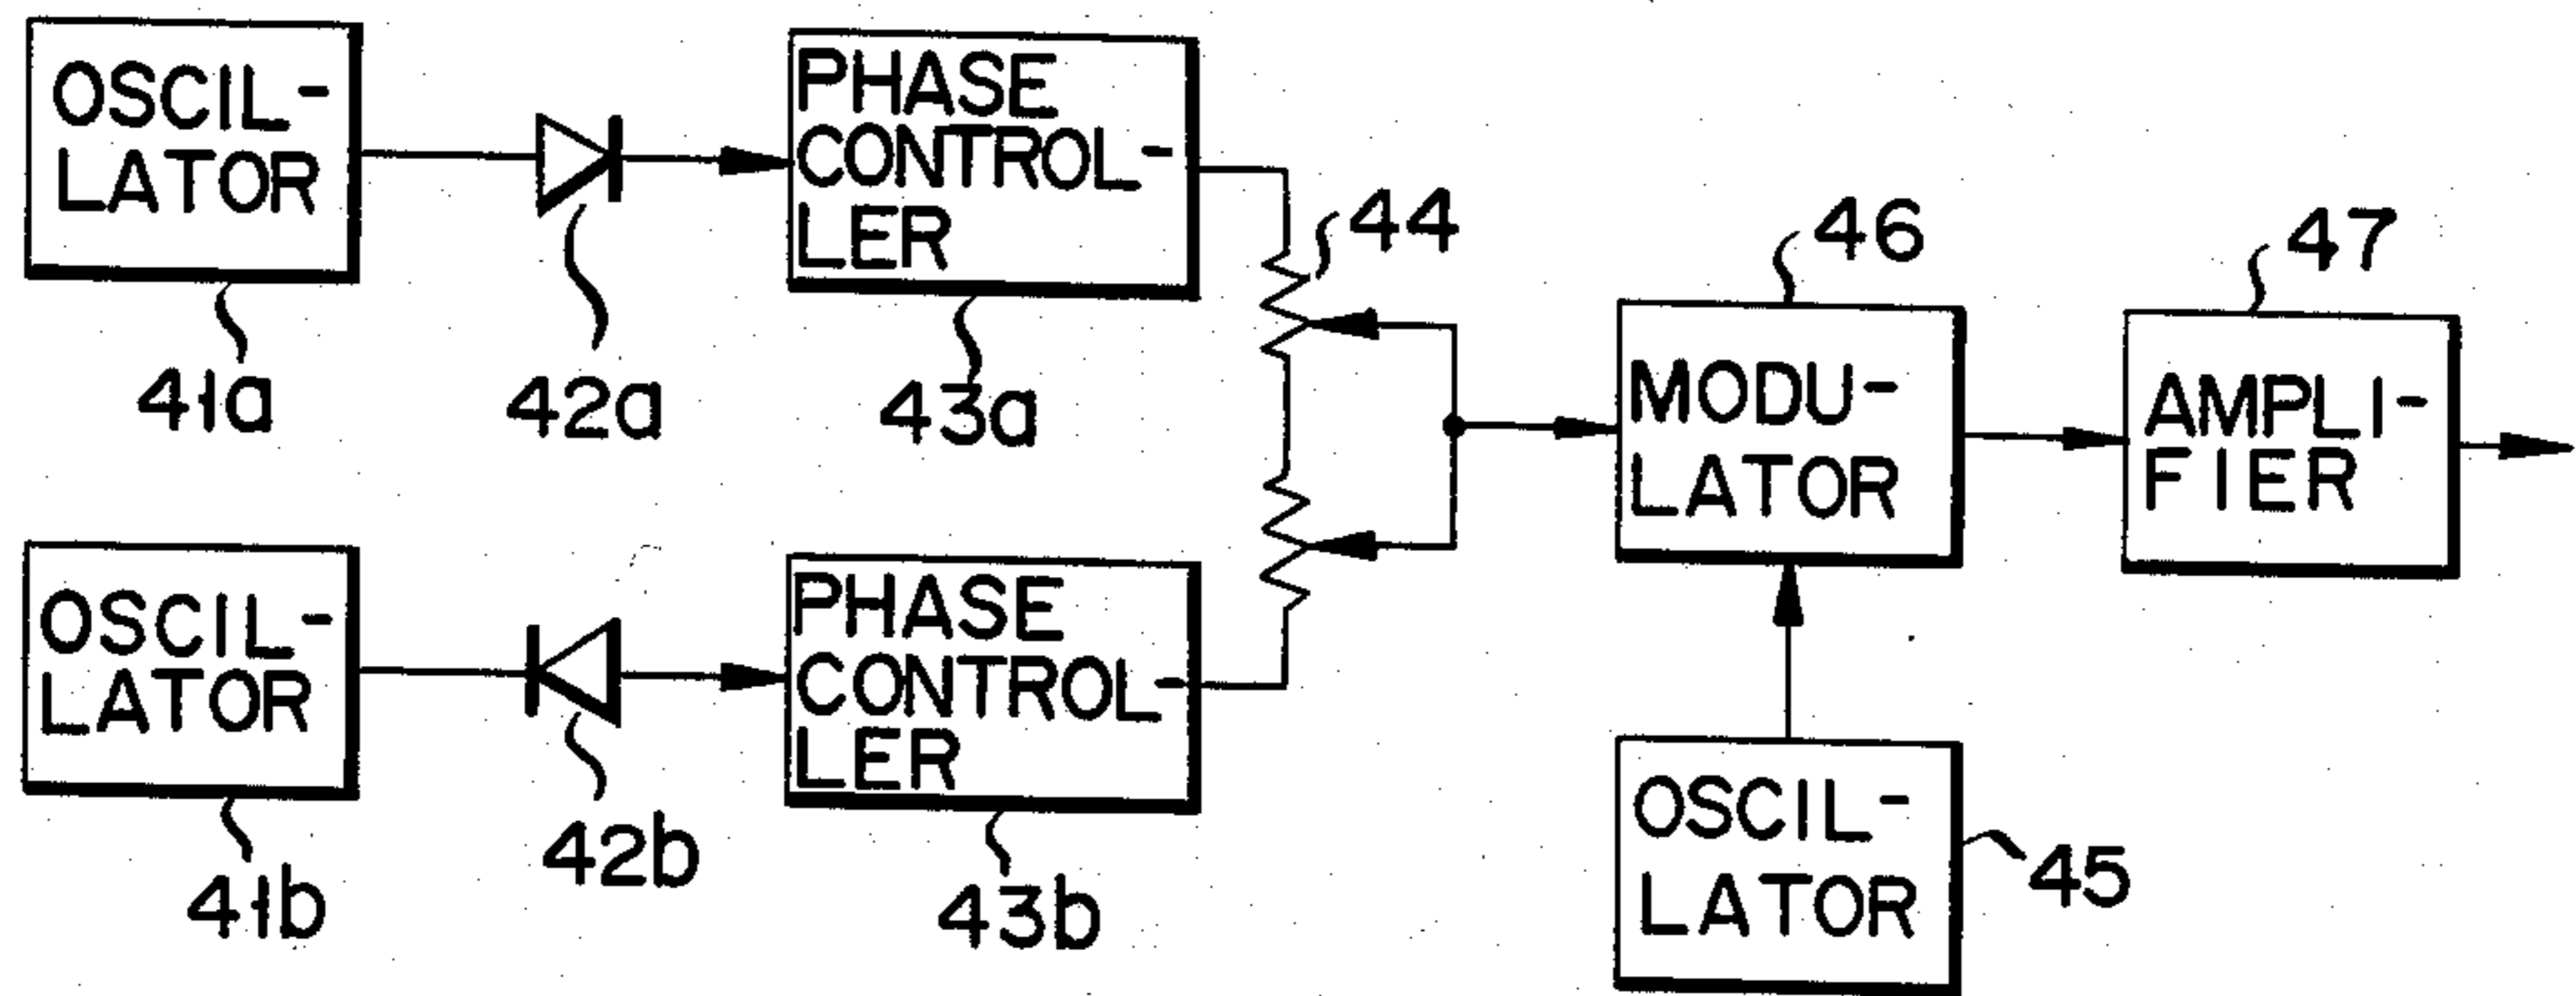 OSCIL-
LATOR
41a
42a
PHASE
CONTROL-
LER
43a
44
OSCIL-
LATOR
41b
42b
PHASE
CONTROL-
LER
43b
MODU-
LATOR
46
AMPLI-
FIER
47
OSCIL-
LATOR
45